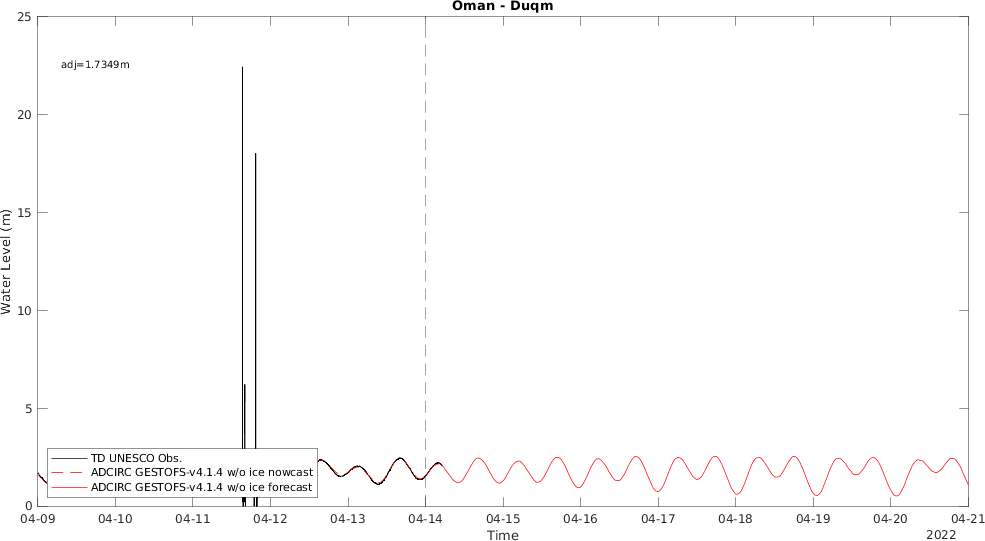 Oman - Duqm
adj=1.7349m
Water Level (m)
25
20
15
10
5
0
TD UNESCO Obs.
ADCIRC GESTOFS-v4.1.4 w/o ice nowcast
ADCIRC GESTOFS-v4.1.4 w/o ice forecast
04-09 04-10 04-11 04-12 04-13 04-14 04-15 04-16 04-17 04-18 04-19 04-20 04-21
Time
2022